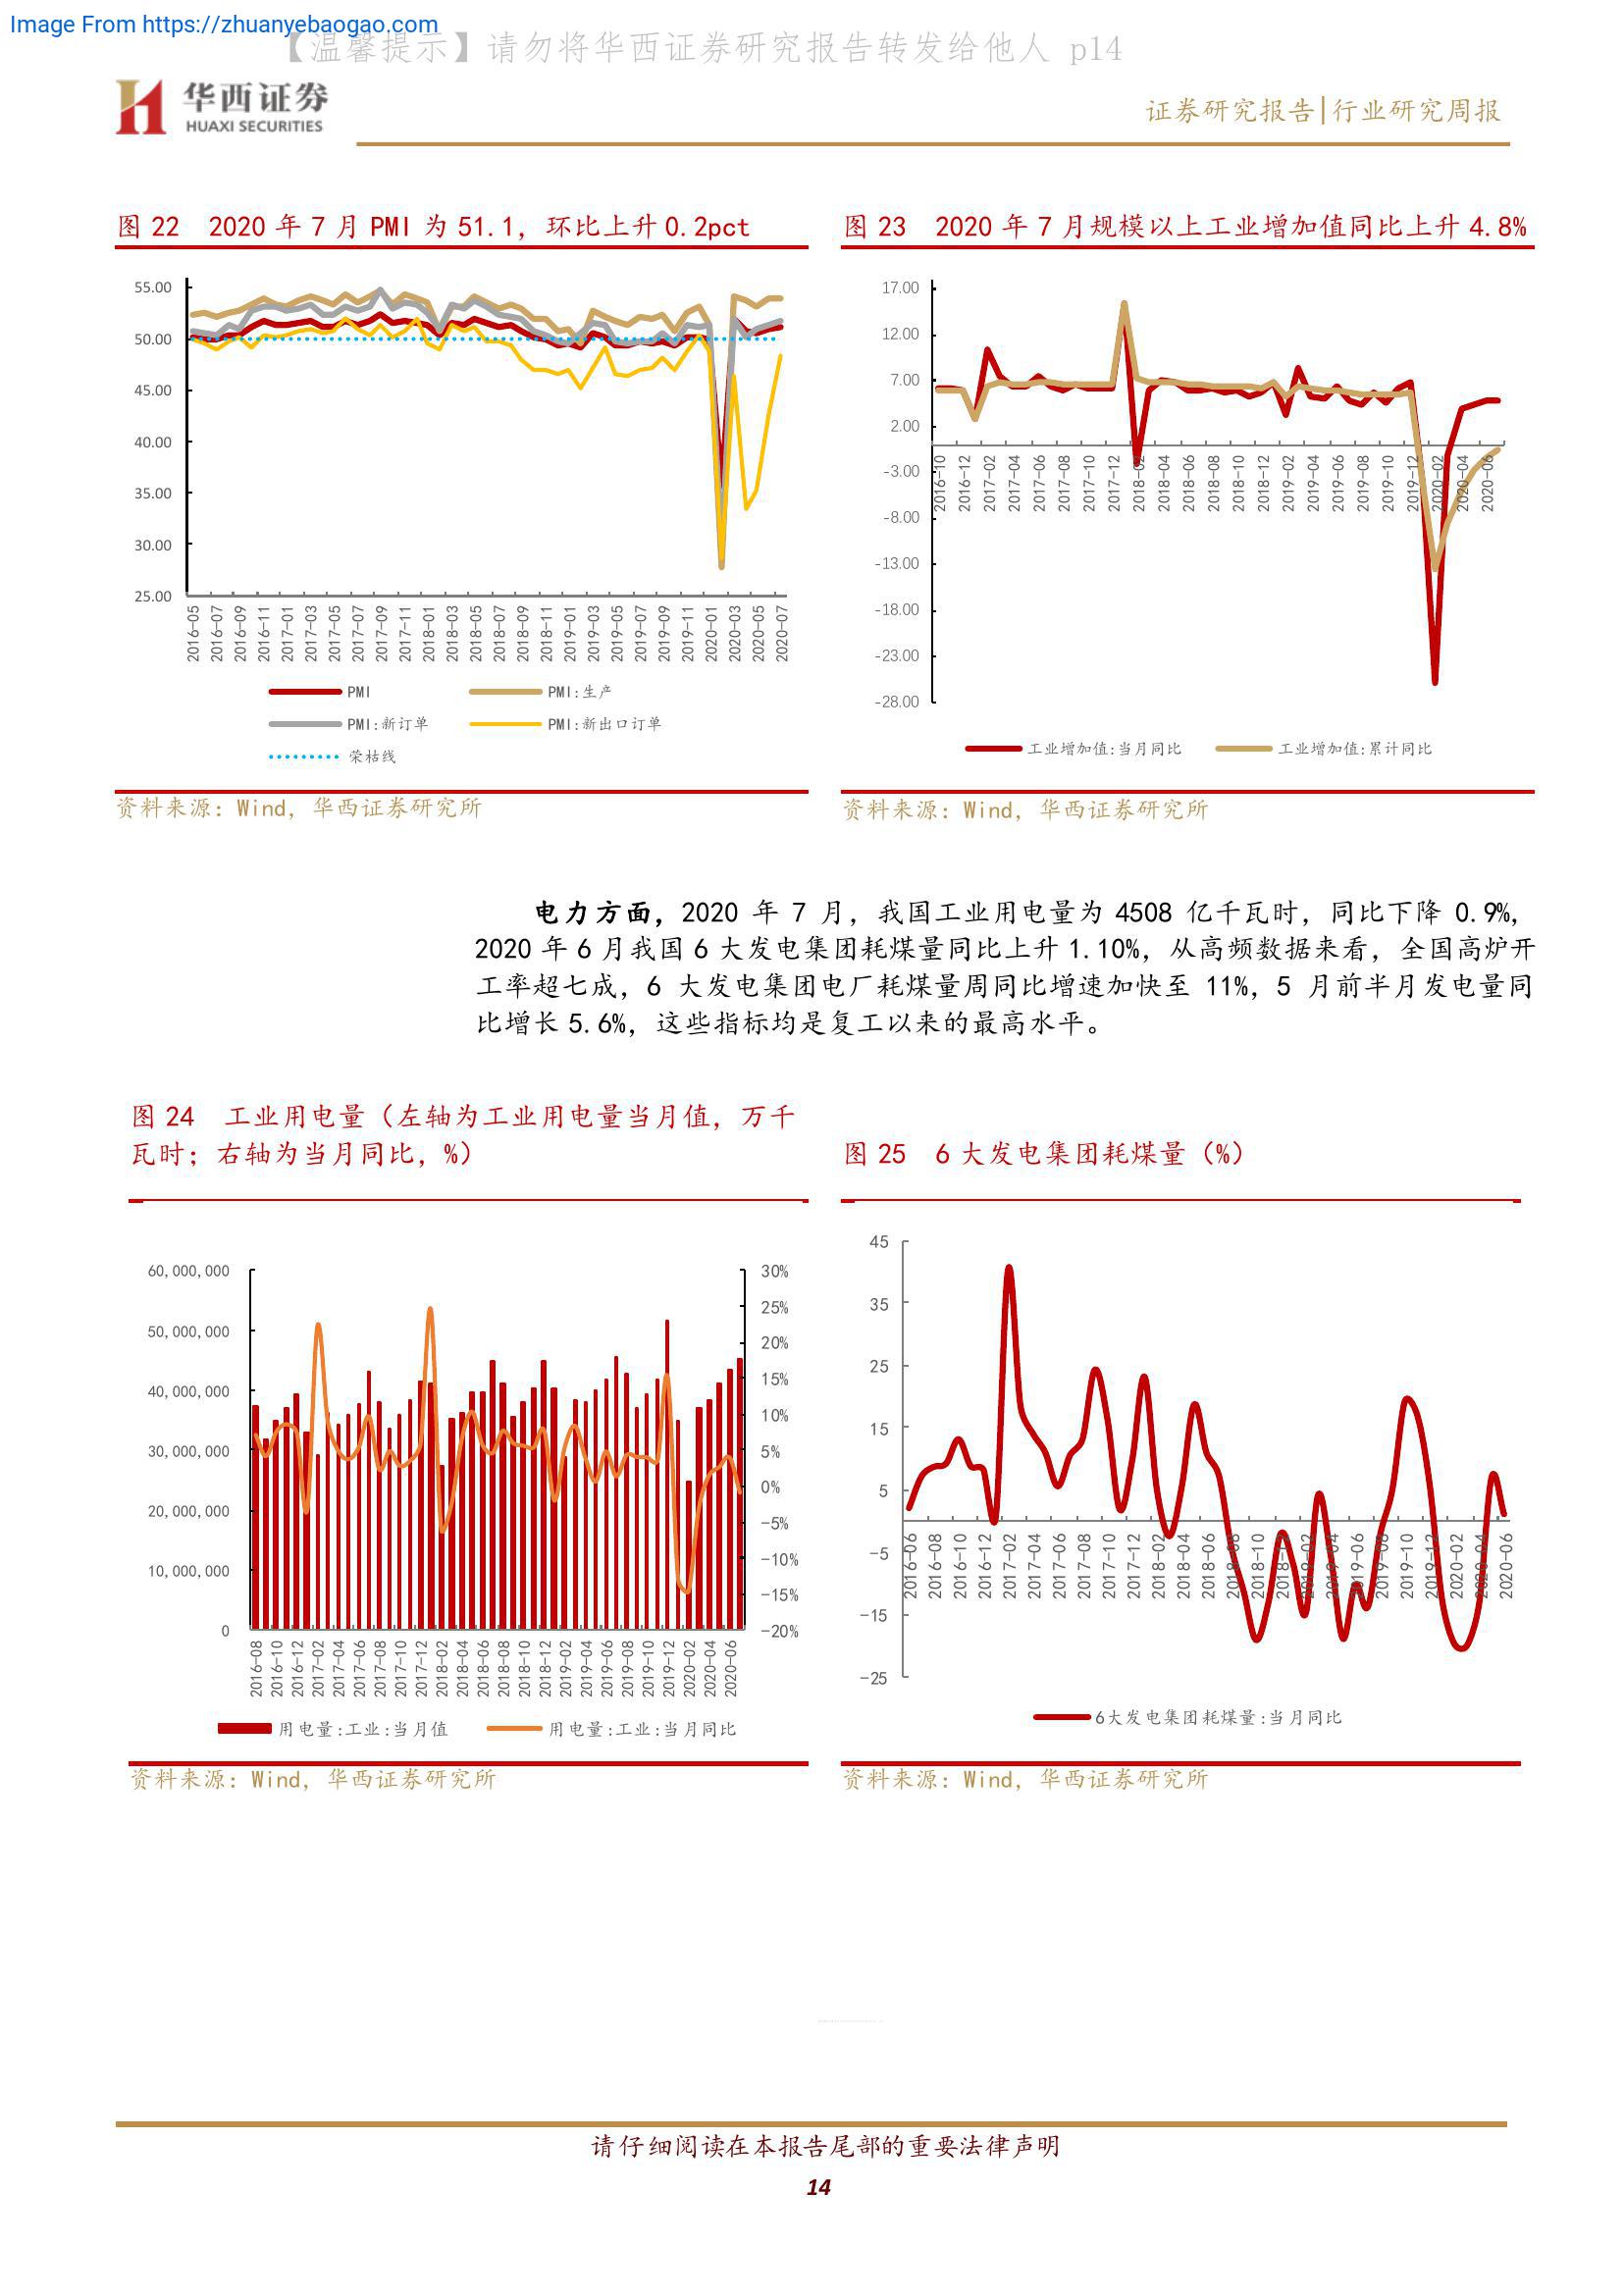 Image From https://zhuanyebaogao.com
【温馨提示】请勿将华西证券研究报告转发给他人 p14
华西证券
HUAXI SECURITIES
证券研究报告|行业研究周报
图 22 2020 年 7 月 PMI 为 51.1，环比上升 0.2pct
55.00
50.00
45.00
40.00
35.00
30.00
25.00
2016-05 2016-07 2016-09 2016-11 2017-01 2017-03 2017-05 2017-07 2017-09 2017-11 2018-01 2018-03 2018-05 2018-07 2018-09 2018-11 2019-01 2019-03 2019-05 2019-07 2019-09 2019-11 2020-01 2020-03 2020-05 2020-07
PMI PMI:生产
PMI:新订单 PMI:新出口订单
荣枯线
资料来源：Wind，华西证券研究所
图 23 2020 年 7 月规模以上工业增加值同比上升 4.8%
17.00
12.00
7.00
2.00
-3.00
-8.00
-13.00
-18.00
-23.00
-28.00
2016-10 2016-12 2017-02 2017-04 2017-06 2017-08 2017-10 2017-12 2018-02 2018-04 2018-06 2018-08 2018-10 2018-12 2019-02 2019-04 2019-06 2019-08 2019-10 2019-12 2020-02 2020-04 2020-06
工业增加值:当月同比 工业增加值:累计同比
资料来源：Wind，华西证券研究所
电力方面，2020 年 7 月，我国工业用电量为 4508 亿千瓦时，同比下降 0.9%，
2020 年 6 月我国 6 大发电集团耗煤量同比上升 1.10%，从高频数据来看，全国高炉开
工率超七成，6 大发电集团电厂耗煤量周同比增速加快至 11%，5 月前半月发电量同
比增长 5.6%，这些指标均是复工以来的最高水平。
图 24 工业用电量（左轴为工业用电量当月值，万千
瓦时；右轴为当月同比，%）
60,000,000
50,000,000
40,000,000
30,000,000
20,000,000
10,000,000
0
30%
25%
20%
15%
10%
5%
0%
-5%
-10%
-15%
-20%
2016-08 2016-10 2016-12 2017-02 2017-04 2017-06 2017-08 2017-10 2017-12 2018-02 2018-04 2018-06 2018-08 2018-10 2018-12 2019-02 2019-04 2019-06 2019-08 2019-10 2019-12 2020-02 2020-04 2020-06
用电量:工业:当月值 用电量:工业:当月同比
资料来源：Wind，华西证券研究所
图 25 6 大发电集团耗煤量（%）
45
35
25
15
5
-5
-15
-25
2016-06 2016-08 2016-10 2016-12 2017-02 2017-04 2017-06 2017-08 2017-10 2017-12 2018-02 2018-04 2018-06 2018-08 2018-10 2018-12 2019-02 2019-04 2019-06 2019-08 2019-10 2019-12 2020-02 2020-04 2020-06
6大发电集团耗煤量:当月同比
资料来源：Wind，华西证券研究所
请仔细阅读在本报告尾部的重要法律声明
14